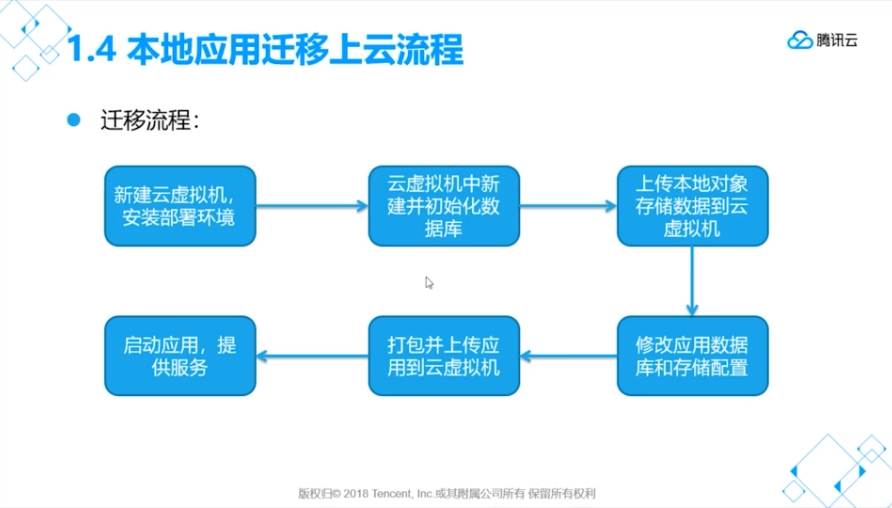 1.4 本地应用迁移上云流程
腾讯云
迁移流程：
新建云虚拟机，
安装部署环境
云虚拟机中新
建并初始化数
据库
上传本地对象
存储数据到云
虚拟机
修改应用数据
库和存储配置
打包并上传应
用到云虚拟机
启动应用，提
供服务
版权归© 2018 Tencent, Inc.或其附属公司所有 保留所有权利